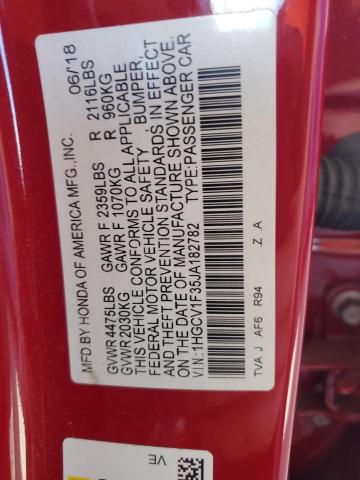 MFD.BY HONDA OF AMERICA MFG.,INC. 06/18
GVWR 4475LBS GAWR F 2359LBS R 2116LBS
GVWR 2030KG GAWR F 1070KG R 960KG
THIS VEHICLE CONFORMS TO ALL APPLICABLE
FEDERAL MOTOR VEHICLE SAFETY, BUMPER,
AND THEFT PREVENTION STANDARDS IN EFFECT
ON THE DATE OF MANUFACTURE SHOWN ABOVE.
V.I.N:1HGCV1F35JA182782 TYPE:PASSENGER CAR
TVA J AF6 R94 .Z .A
VE